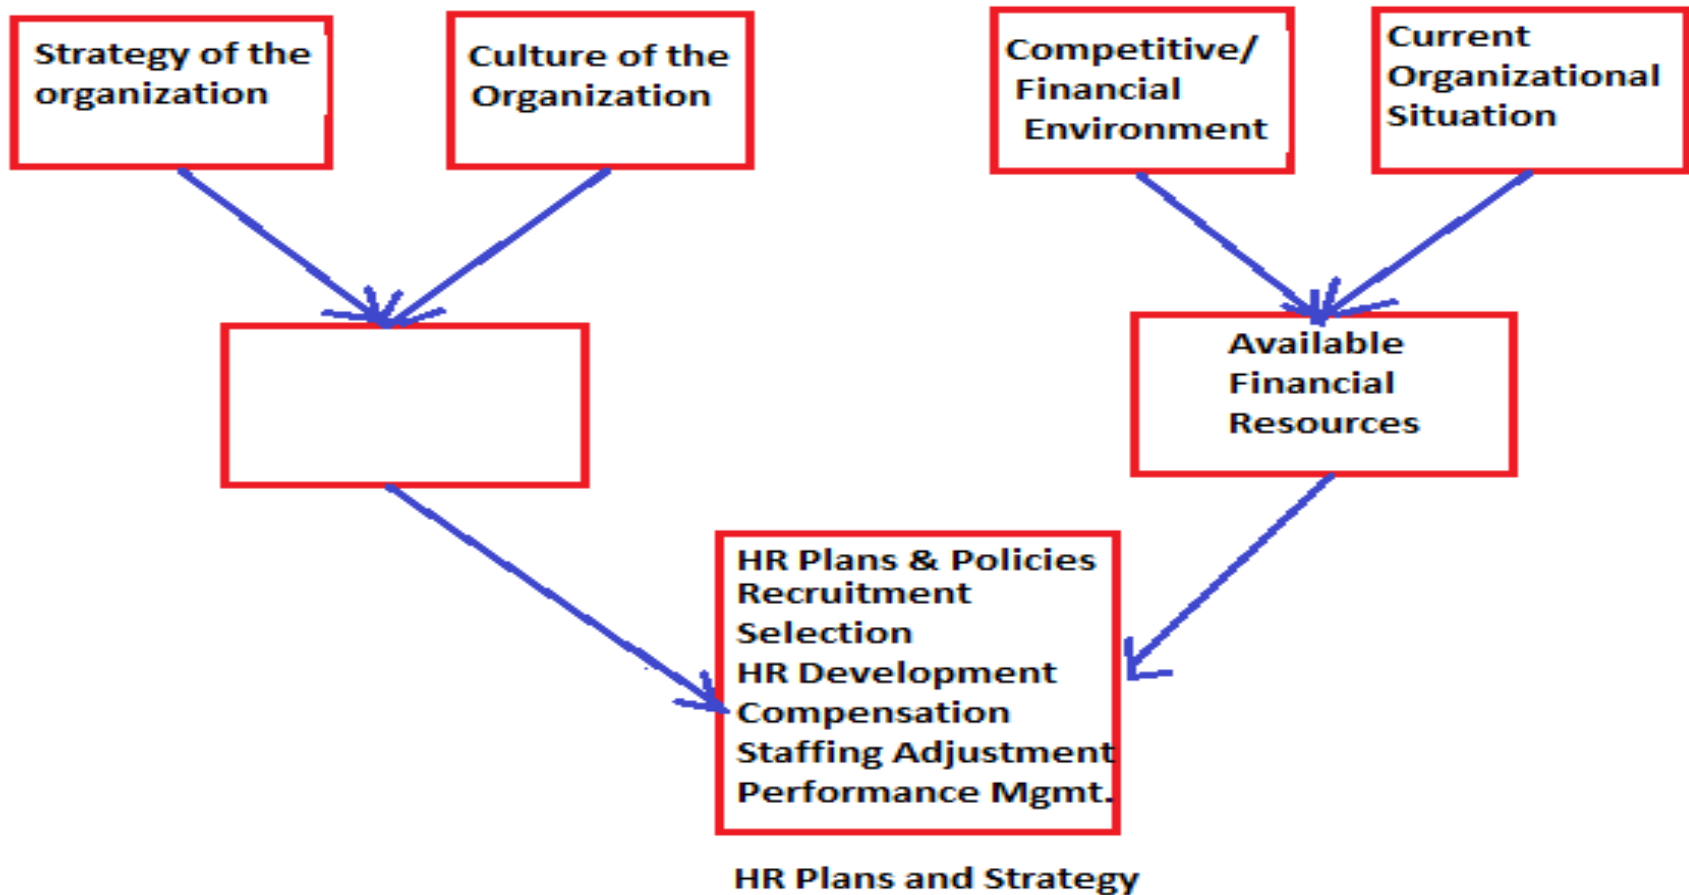 Strategy of the
organization
Culture of the
Organization
Competitive/
Financial
Environment
Current
Organizational
Situation
Available
Financial
Resources
HR Plans & Policies
Recruitment
Selection
HR Development
Compensation
Staffing Adjustment
Performance Mgmt.
HR Plans and Strategy